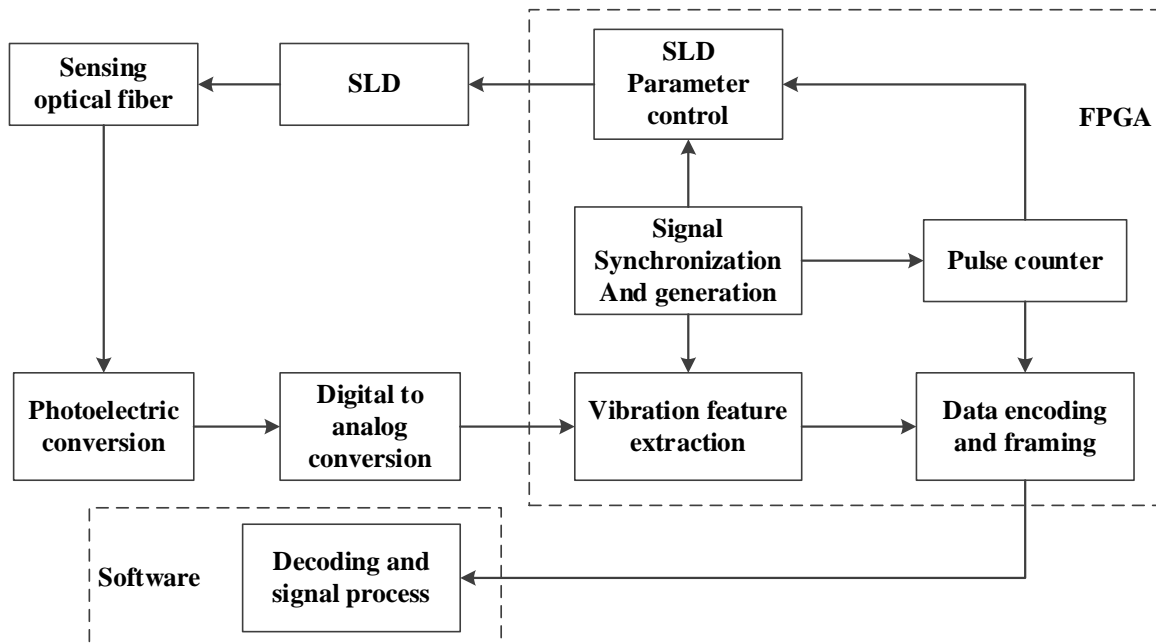 Sensing
optical fiber
SLD
SLD
Parameter
control
FPGA
Signal
Synchronization
And generation
Pulse counter
Photoelectric
conversion
Digital to
analog
conversion
Vibration feature
extraction
Data encoding
and framing
Software
Decoding and
signal process